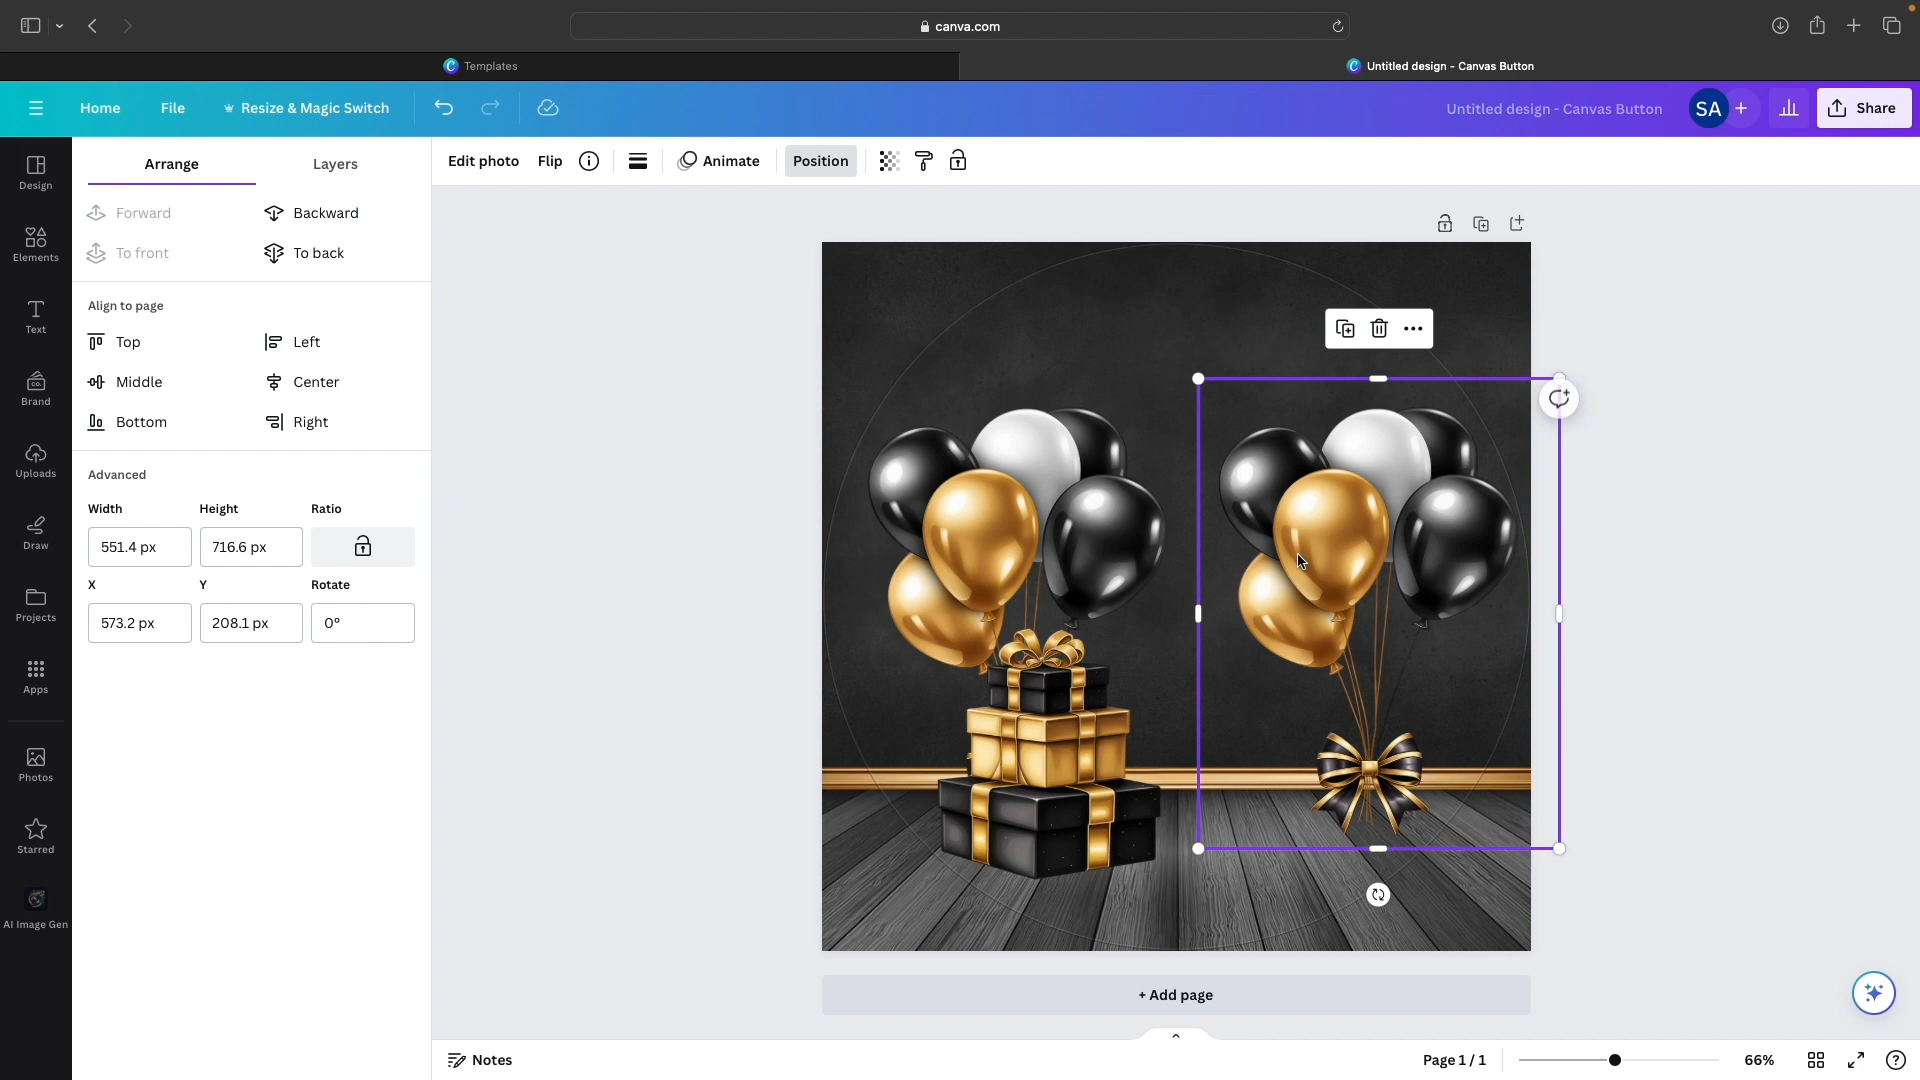 canva.com
Templates
Untitled design - Canvas Button
Home
File
Resize & Magic Switch
Untitled design - Canvas Button
SA
Share
Design
Elements
Text
Brand
Uploads
Draw
Projects
Apps
Photos
Starred
AI Image Gen
Arrange
Layers
Forward
Backward
To front
To back
Align to page
Top
Left
Middle
Center
Bottom
Right
Advanced
Width
Height
Ratio
551.4 px
716.6 px
X
Y
Rotate
573.2 px
208.1 px
0°
Edit photo
Flip
Animate
Position
+ Add page
Notes
Page 1 / 1
66%